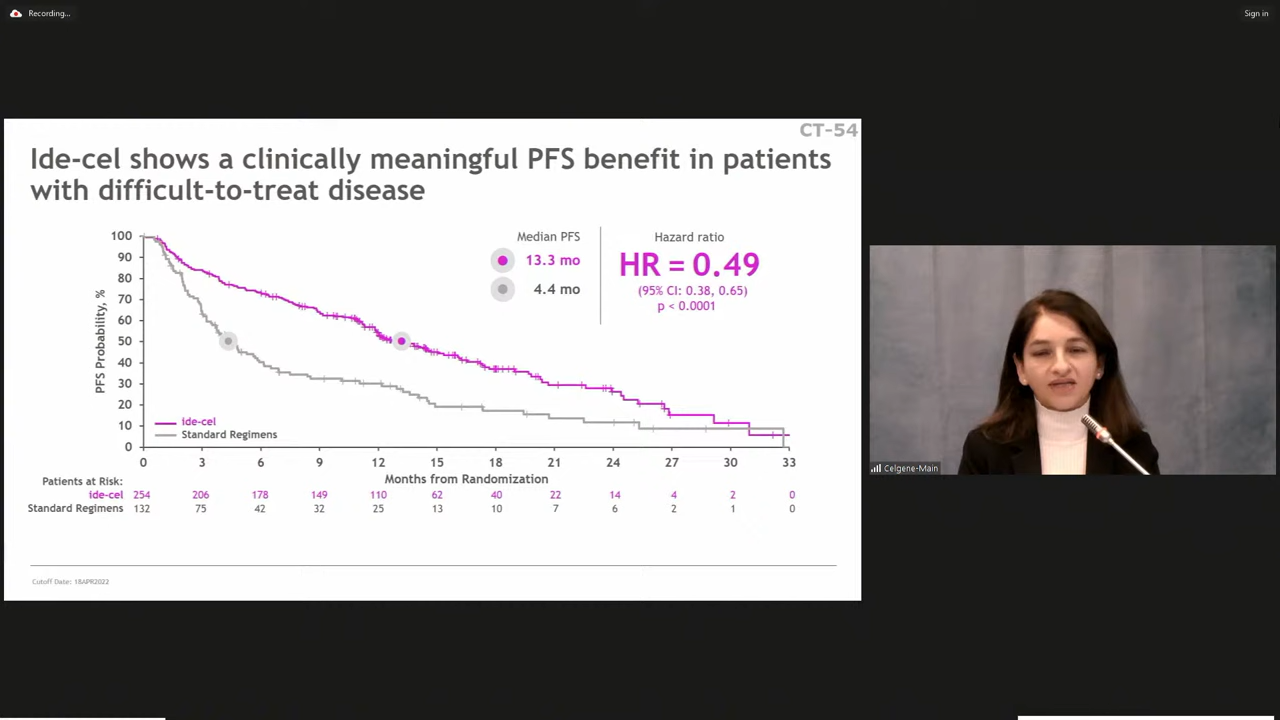 Recording...
Sign in
CT-54
Ide-cel shows a clinically meaningful PFS benefit in patients
with difficult-to-treat disease
Median PFS
13.3 mo
4.4 mo
Hazard ratio
HR = 0.49
(95% CI: 0.38, 0.65)
p < 0.0001
PFS Probability, %
100
90
80
70
60
50
40
30
20
10
0
ide-cel
Standard Regimens
0 3 6 9 12 15 18 21 24 27 30 33
Months from Randomization
Patients at Risk:
ide-cel 254 206 178 149 110 62 40 22 14 4 2 0
Standard Regimens 132 75 42 32 25 13 10 7 6 2 1 0
Cutoff Date: 18APR2022
Celgene-Main